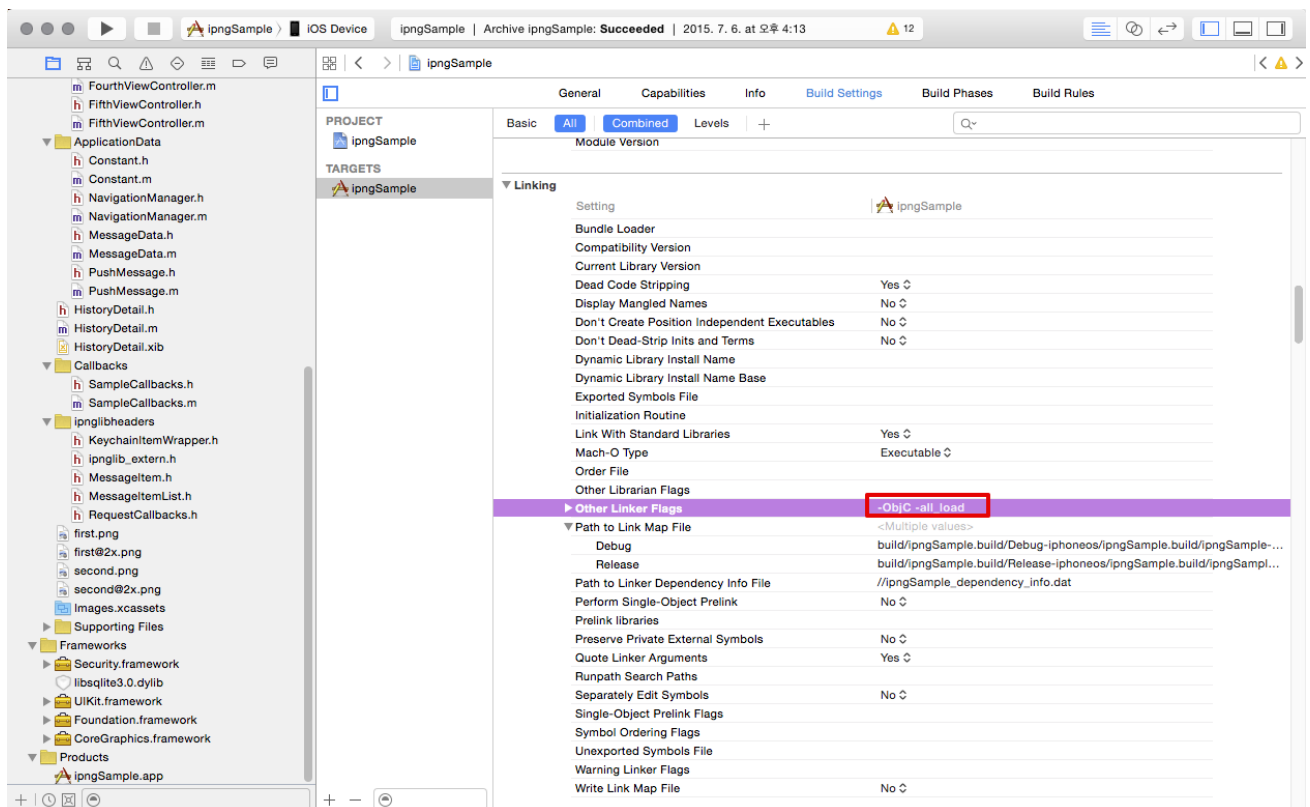 ipngSample
iOS Device
ipngSample | Archive ipngSample: Succeeded | 2015. 7. 6. at 오후 4:13
12
ipngSample
FourthViewController.m
FifthViewController.h
FifthViewController.m
ApplicationData
Constant.h
Constant.m
NavigationManager.h
NavigationManager.m
MessageData.h
MessageData.m
PushMessage.h
PushMessage.m
HistoryDetail.h
HistoryDetail.m
HistoryDetail.xib
Callbacks
SampleCallbacks.h
SampleCallbacks.m
ipnglibheaders
KeychainItemWrapper.h
ipnglib_extern.h
MessageItem.h
MessageItemList.h
RequestCallbacks.h
first.png
first@2x.png
second.png
second@2x.png
Images.xcassets
Supporting Files
Frameworks
Security.framework
libsqlite3.0.dylib
UIKit.framework
Foundation.framework
CoreGraphics.framework
Products
ipngSample.app
PROJECT
ipngSample
TARGETS
ipngSample
General Capabilities Info Build Settings Build Phases Build Rules
Basic All Combined Levels +
Module Version
Linking
Setting ipngSample
Bundle Loader
Compatibility Version
Current Library Version
Dead Code Stripping Yes
Display Mangled Names No
Don't Create Position Independent Executables No
Don't Dead-Strip Inits and Terms No
Dynamic Library Install Name
Dynamic Library Install Name Base
Exported Symbols File
Initialization Routine
Link With Standard Libraries Yes
Mach-O Type Executable
Order File
Other Librarian Flags
Other Linker Flags -ObjC -all_load
Path to Link Map File <Multiple values>
Debug build/ipngSample.build/Debug-iphoneos/ipngSample.build/ipngSample-...
Release build/ipngSample.build/Release-iphoneos/ipngSample.build/ipngSampl...
Path to Linker Dependency Info File //ipngSample_dependency_info.dat
Perform Single-Object Prelink No
Prelink libraries
Preserve Private External Symbols No
Quote Linker Arguments Yes
Runpath Search Paths
Separately Edit Symbols No
Single-Object Prelink Flags
Symbol Ordering Flags
Unexported Symbols File
Warning Linker Flags
Write Link Map File No